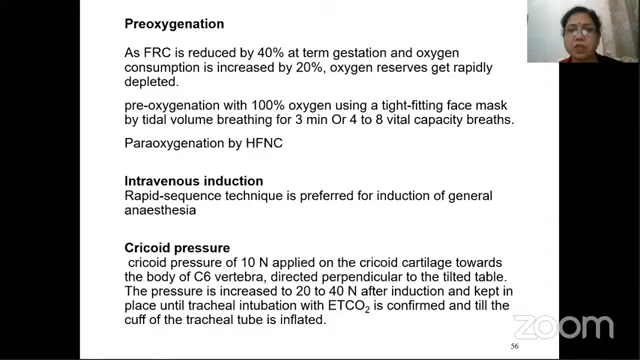 Preoxygenation
As FRC is reduced by 40% at term gestation and oxygen
consumption is increased by 20%, oxygen reserves get rapidly
depleted.
pre-oxygenation with 100% oxygen using a tight-fitting face mask
by tidal volume breathing for 3 min Or 4 to 8 vital capacity breaths.
Paraoxygenation by HFNC
Intravenous induction
Rapid-sequence technique is preferred for induction of general
anaesthesia
Cricoid pressure
cricoid pressure of 10 N applied on the cricoid cartilage towards
the body of C6 vertebra, directed perpendicular to the tilted table.
The pressure is increased to 20 to 40 N after induction and kept in
place until tracheal intubation with ETCO₂ is confirmed and till the
cuff of the tracheal tube is inflated.
zoom
56